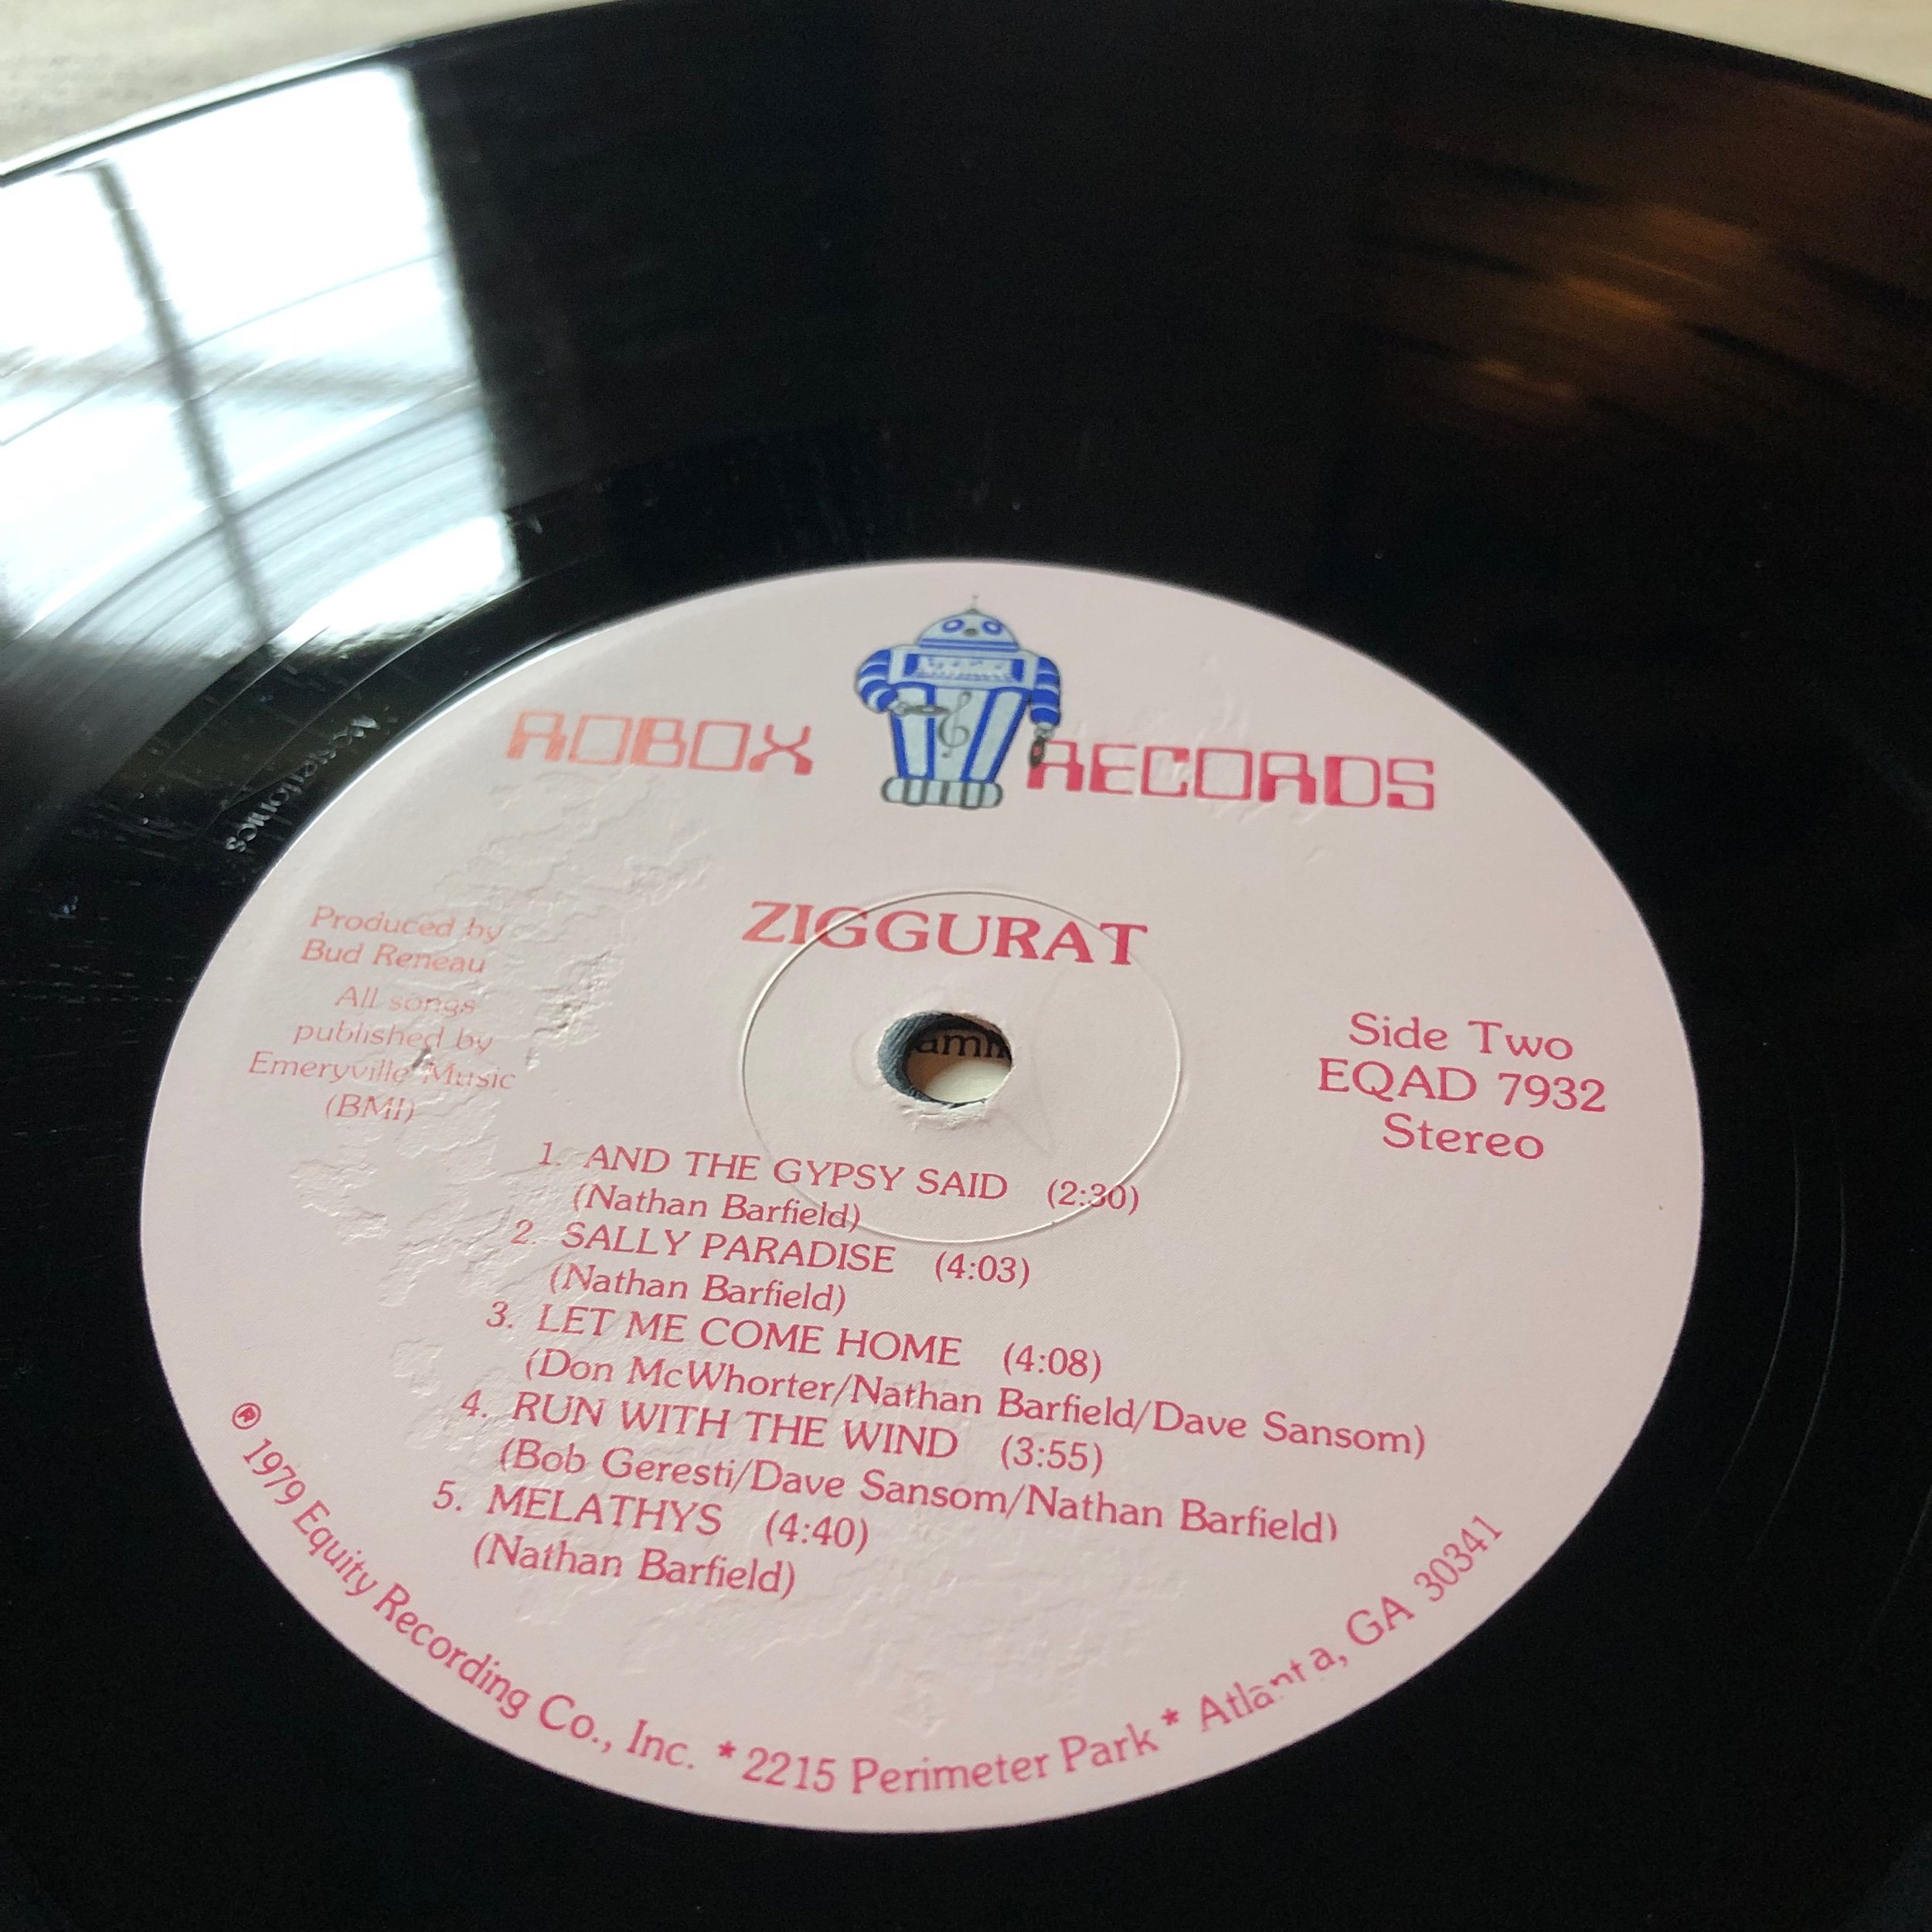 ROBOX RECORDS
ZIGGURAT
Produced by
Bud Reneau
All songs
published by
Emeryville Music
(BMI)
Side Two
EQAD 7932
Stereo
1. AND THE GYPSY SAID (2:30)
(Nathan Barfield)
2. SALLY PARADISE (4:03)
(Nathan Barfield)
3. LET ME COME HOME (4:08)
(Don McWhorter/Nathan Barfield/Dave Sansom)
4. RUN WITH THE WIND (3:55)
(Bob Geresti/Dave Sansom/Nathan Barfield)
5. MELATHYS (4:40)
(Nathan Barfield)
℗ 1979 Equity Recording Co., Inc. * 2215 Perimeter Park * Atlanta, GA 30341